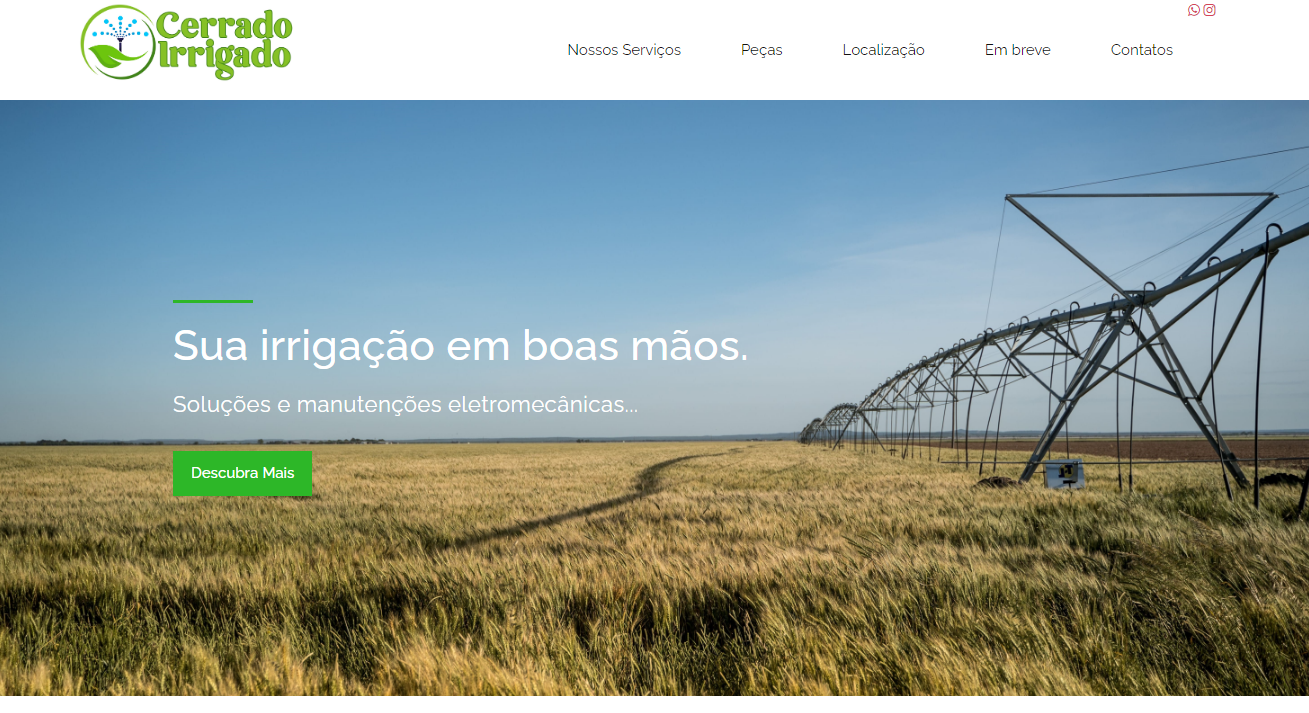 Cerrado
Irrigado
Nossos Serviços
Peças
Localização
Em breve
Contatos
Sua irrigação em boas mãos.
Soluções e manutenções eletromecânicas...
Descubra Mais